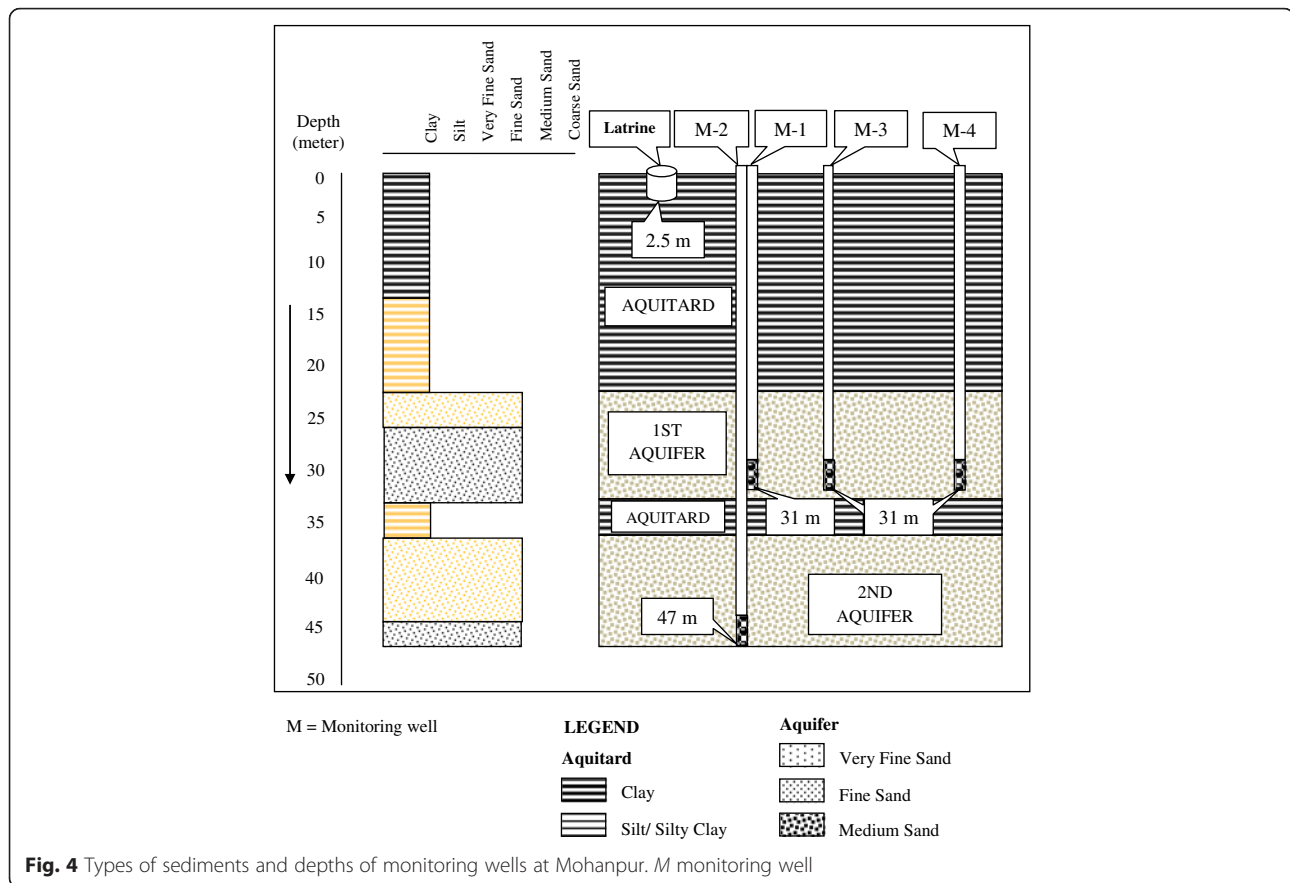 Depth
(meter)
Clay
Silt
Very Fine Sand
Fine Sand
Medium Sand
Coarse Sand
Latrine
M-2
M-1
M-3
M-4
0
5
10
15
20
25
30
35
40
45
50
2.5 m
AQUITARD
1ST
AQUIFER
AQUITARD
31 m
31 m
47 m
2ND
AQUIFER
M = Monitoring well
LEGEND
Aquitard
Clay
Silt/ Silty Clay
Aquifer
Very Fine Sand
Fine Sand
Medium Sand
Fig. 4 Types of sediments and depths of monitoring wells at Mohanpur. M monitoring well